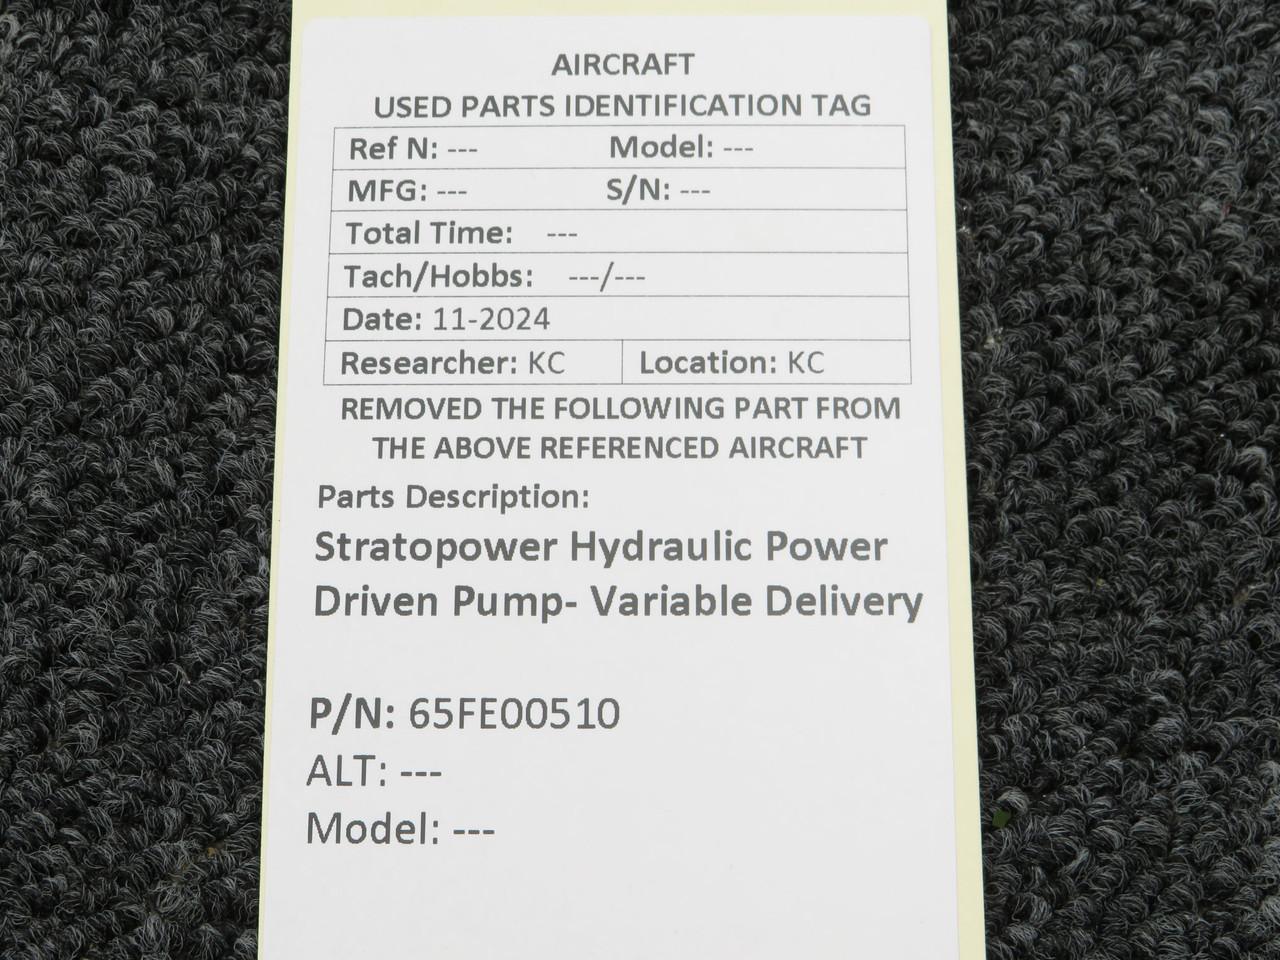 AIRCRAFT
USED PARTS IDENTIFICATION TAG
Ref N: --- Model: ---
MFG: --- S/N: ---
Total Time: ---
Tach/Hobbs: ---/---
Date: 11-2024
Researcher: KC Location: KC
REMOVED THE FOLLOWING PART FROM
THE ABOVE REFERENCED AIRCRAFT
Parts Description:
Stratopower Hydraulic Power
Driven Pump- Variable Delivery
P/N: 65FE00510
ALT: ---
Model: ---